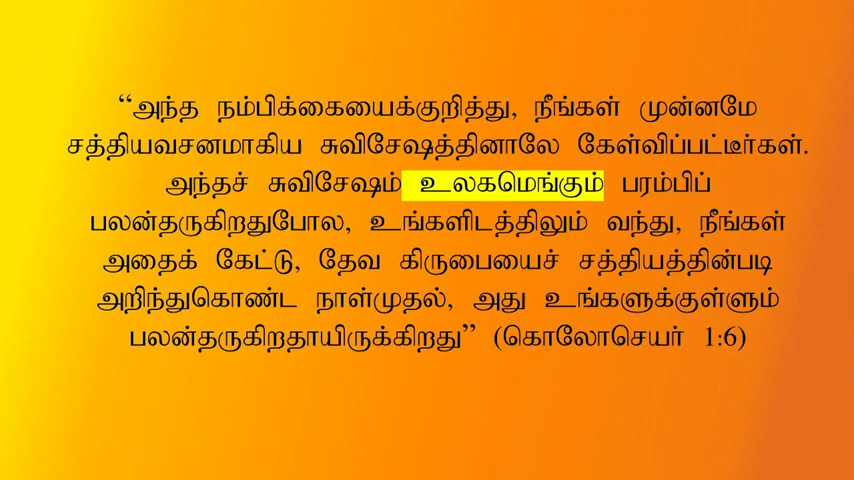 “அந்த நம்பிக்கையைக்குறித்து, நீங்கள் முன்னமே
சத்தியவசனமாகிய சுவிசேஷத்தினாலே கேள்விப்பட்டீர்கள்.
அந்தச் சுவிசேஷம் உலகமெங்கும் பரம்பிப்
பலன்தருகிறதுபோல, உங்களிடத்திலும் வந்து, நீங்கள்
அதைக் கேட்டு, தேவ கிருபையைச் சத்தியத்தின்படி
அறிந்துகொண்ட நாள்முதல், அது உங்களுக்குள்ளும்
பலன்தருகிறதாயிருக்கிறது” (கொலோசெயர் 1:6)